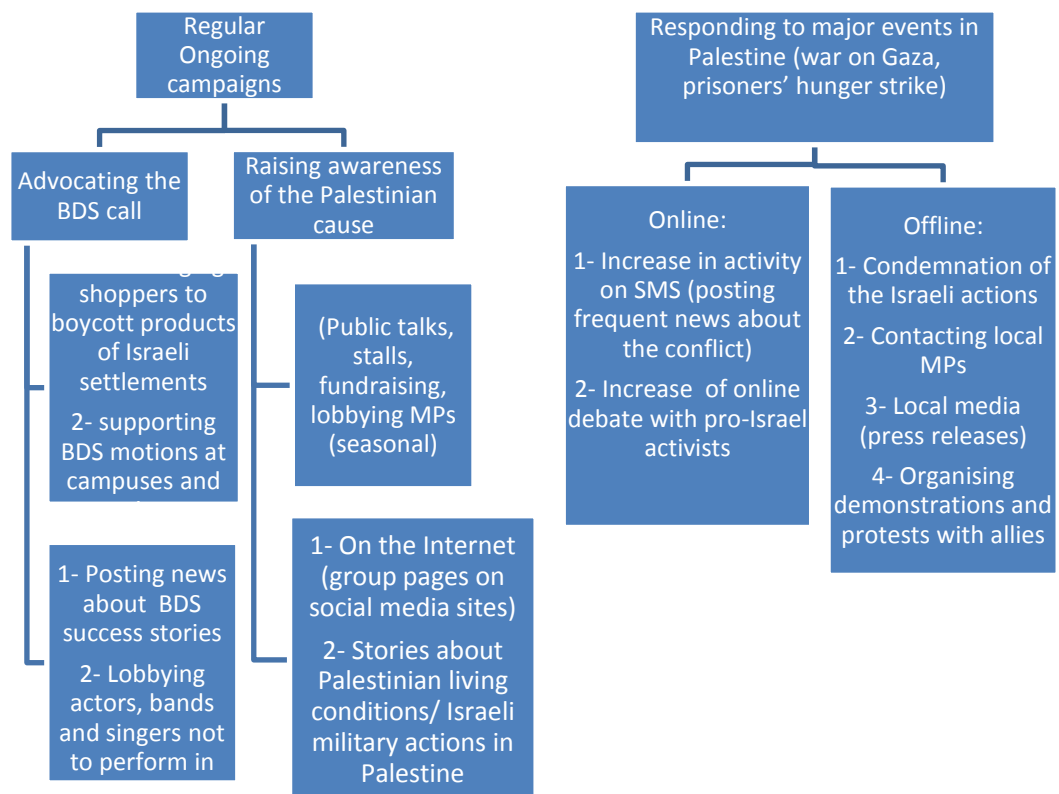 Regular
Ongoing
campaigns
Advocating the
BDS call
shoppers to
boycott products
of Israeli
settlements
2- supporting
BDS motions at
campuses and
1- Posting news
about BDS
success stories
2- Lobbying
actors, bands
and singers not
to perform in
Raising awareness
of the Palestinian
cause
(Public talks,
stalls,
fundraising,
lobbying MPs
(seasonal)
1- On the Internet
(group pages on
social media sites)
2- Stories about
Palestinian living
conditions/ Israeli
military actions in
Palestine
Responding to major events in
Palestine (war on Gaza,
prisoners’ hunger strike)
Online:
1- Increase in activity
on SMS (posting
frequent news about
the conflict)
2- Increase of online
debate with pro-Israel
activists
Offline:
1- Condemnation of
the Israeli actions
2- Contacting local
MPs
3- Local media
(press releases)
4- Organising
demonstrations and
protests with allies